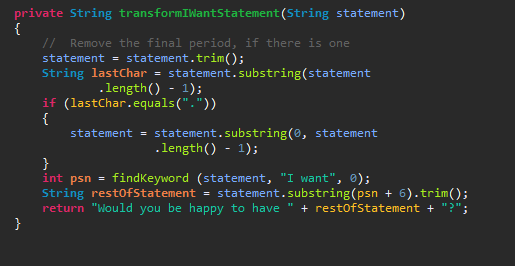 private String transformIWantStatement(String statement)
{
//  Remove the final period, if there is one
statement = statement.trim();
String lastChar = statement.substring(statement
.length() - 1);
if (lastChar.equals("."))
{
statement = statement.substring(0, statement
.length() - 1);
}
int psn = findKeyword (statement, "I want", 0);
String restOfStatement = statement.substring(psn + 6).trim();
return "Would you be happy to have " + restOfStatement + "?";
}